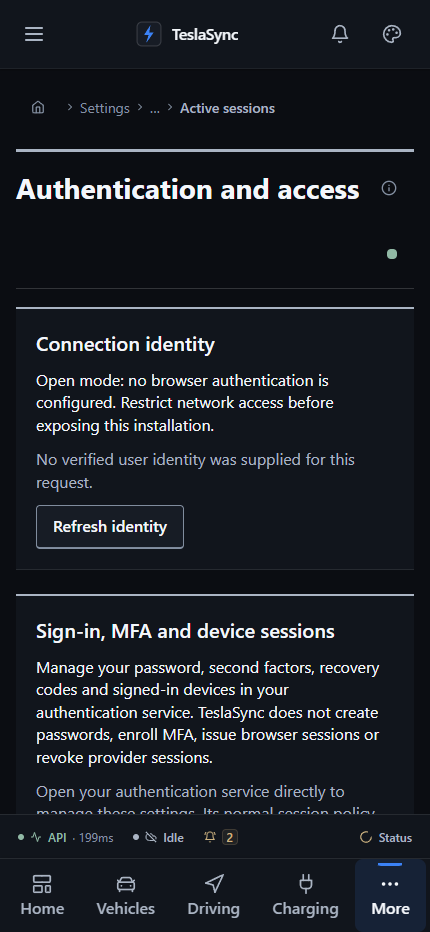 TeslaSync
Settings
...
Active sessions
Authentication and access
Connection identity
Open mode: no browser authentication is
configured. Restrict network access before
exposing this installation.
No verified user identity was supplied for this
request.
Refresh identity
Sign-in, MFA and device sessions
Manage your password, second factors, recovery
codes and signed-in devices in your
authentication service. TeslaSync does not create
passwords, enroll MFA, issue browser sessions or
revoke provider sessions.
Open your authentication service directly to
manage these settings. Its normal session policy
API · 199ms
Idle
2
Status
Home
Vehicles
Driving
Charging
More